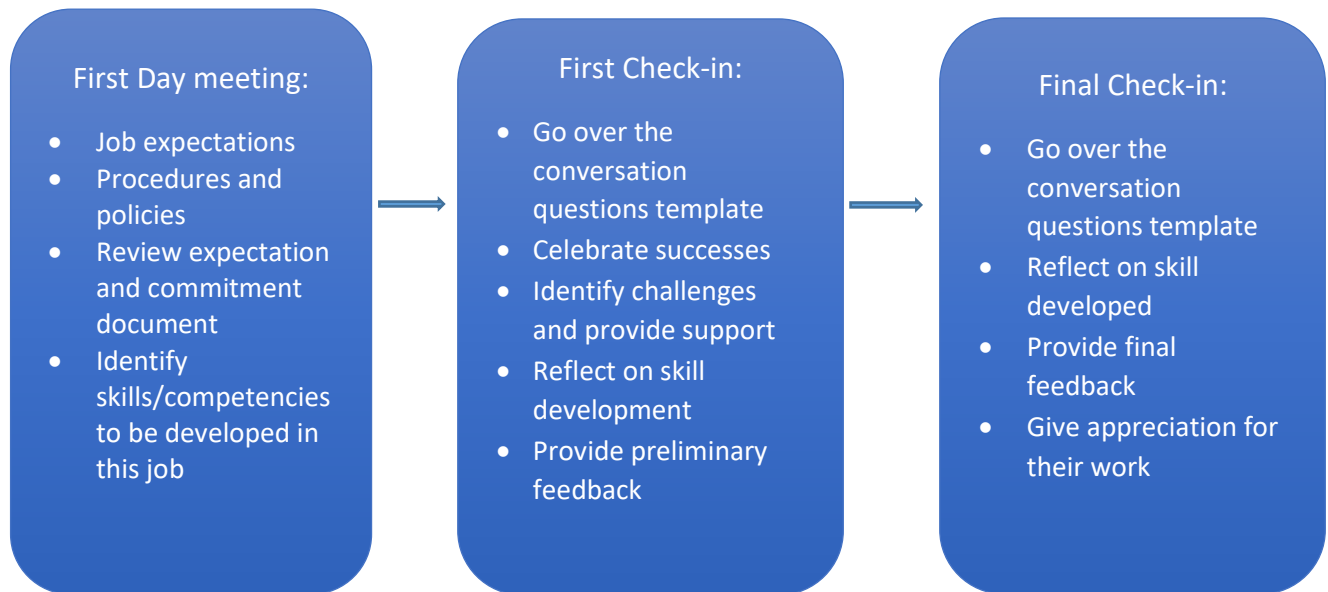 First Day meeting:
• Job expectations
• Procedures and
policies
• Review expectation
and commitment
document
• Identify
skills/competencies
to be developed in
this job
First Check-in:
• Go over the
conversation
questions template
• Celebrate successes
• Identify challenges
and provide support
• Reflect on skill
development
• Provide preliminary
feedback
Final Check-in:
• Go over the
conversation
questions template
• Reflect on skill
developed
• Provide final
feedback
• Give appreciation for
their work